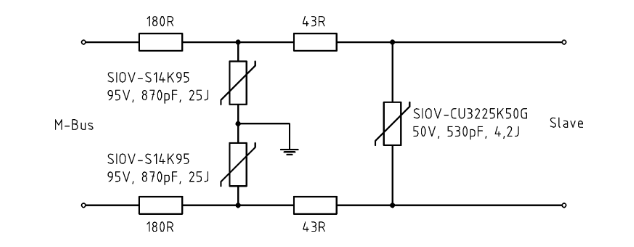 180R
43R
SIOV-S14K95
95V, 870pF, 25J
SIOV-CU3225K50G
50V, 530pF, 4,2J
M-Bus
Slave
SIOV-S14K95
95V, 870pF, 25J
180R
43R